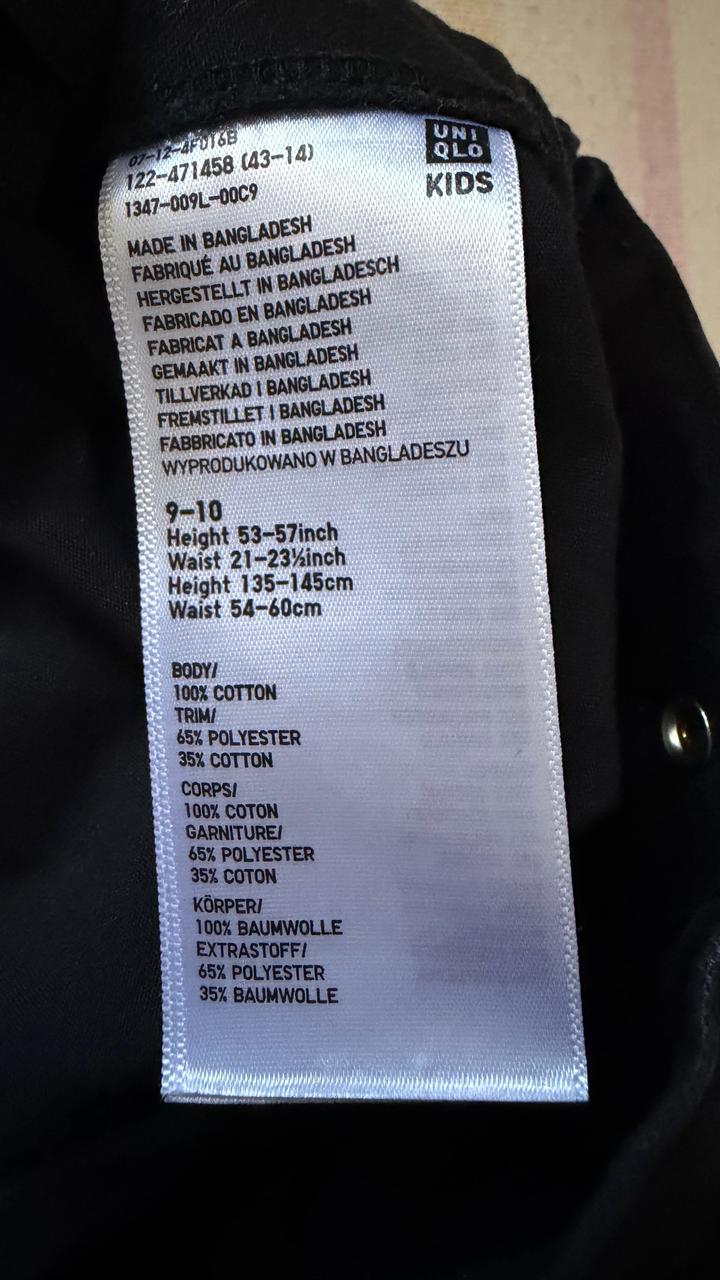 07-12-4F016B
122-471458 (43-14)
1347-009L-00C9
UNI
QLO
KIDS
MADE IN BANGLADESH
FABRIQUÉ AU BANGLADESH
HERGESTELLT IN BANGLADESCH
FABRICADO EN BANGLADESH
FABRICAT A BANGLADESH
GEMAAKT IN BANGLADESH
TILLVERKAD I BANGLADESH
FREMSTILLET I BANGLADESH
FABBRICATO IN BANGLADESH
WYPRODUKOWANO W BANGLADESZU
9-10
Height 53-57inch
Waist 21-23½inch
Height 135-145cm
Waist 54-60cm
BODY/
100% COTTON
TRIM/
65% POLYESTER
35% COTTON
CORPS/
100% COTON
GARNITURE/
65% POLYESTER
35% COTON
KÖRPER/
100% BAUMWOLLE
EXTRASTOFF/
65% POLYESTER
35% BAUMWOLLE